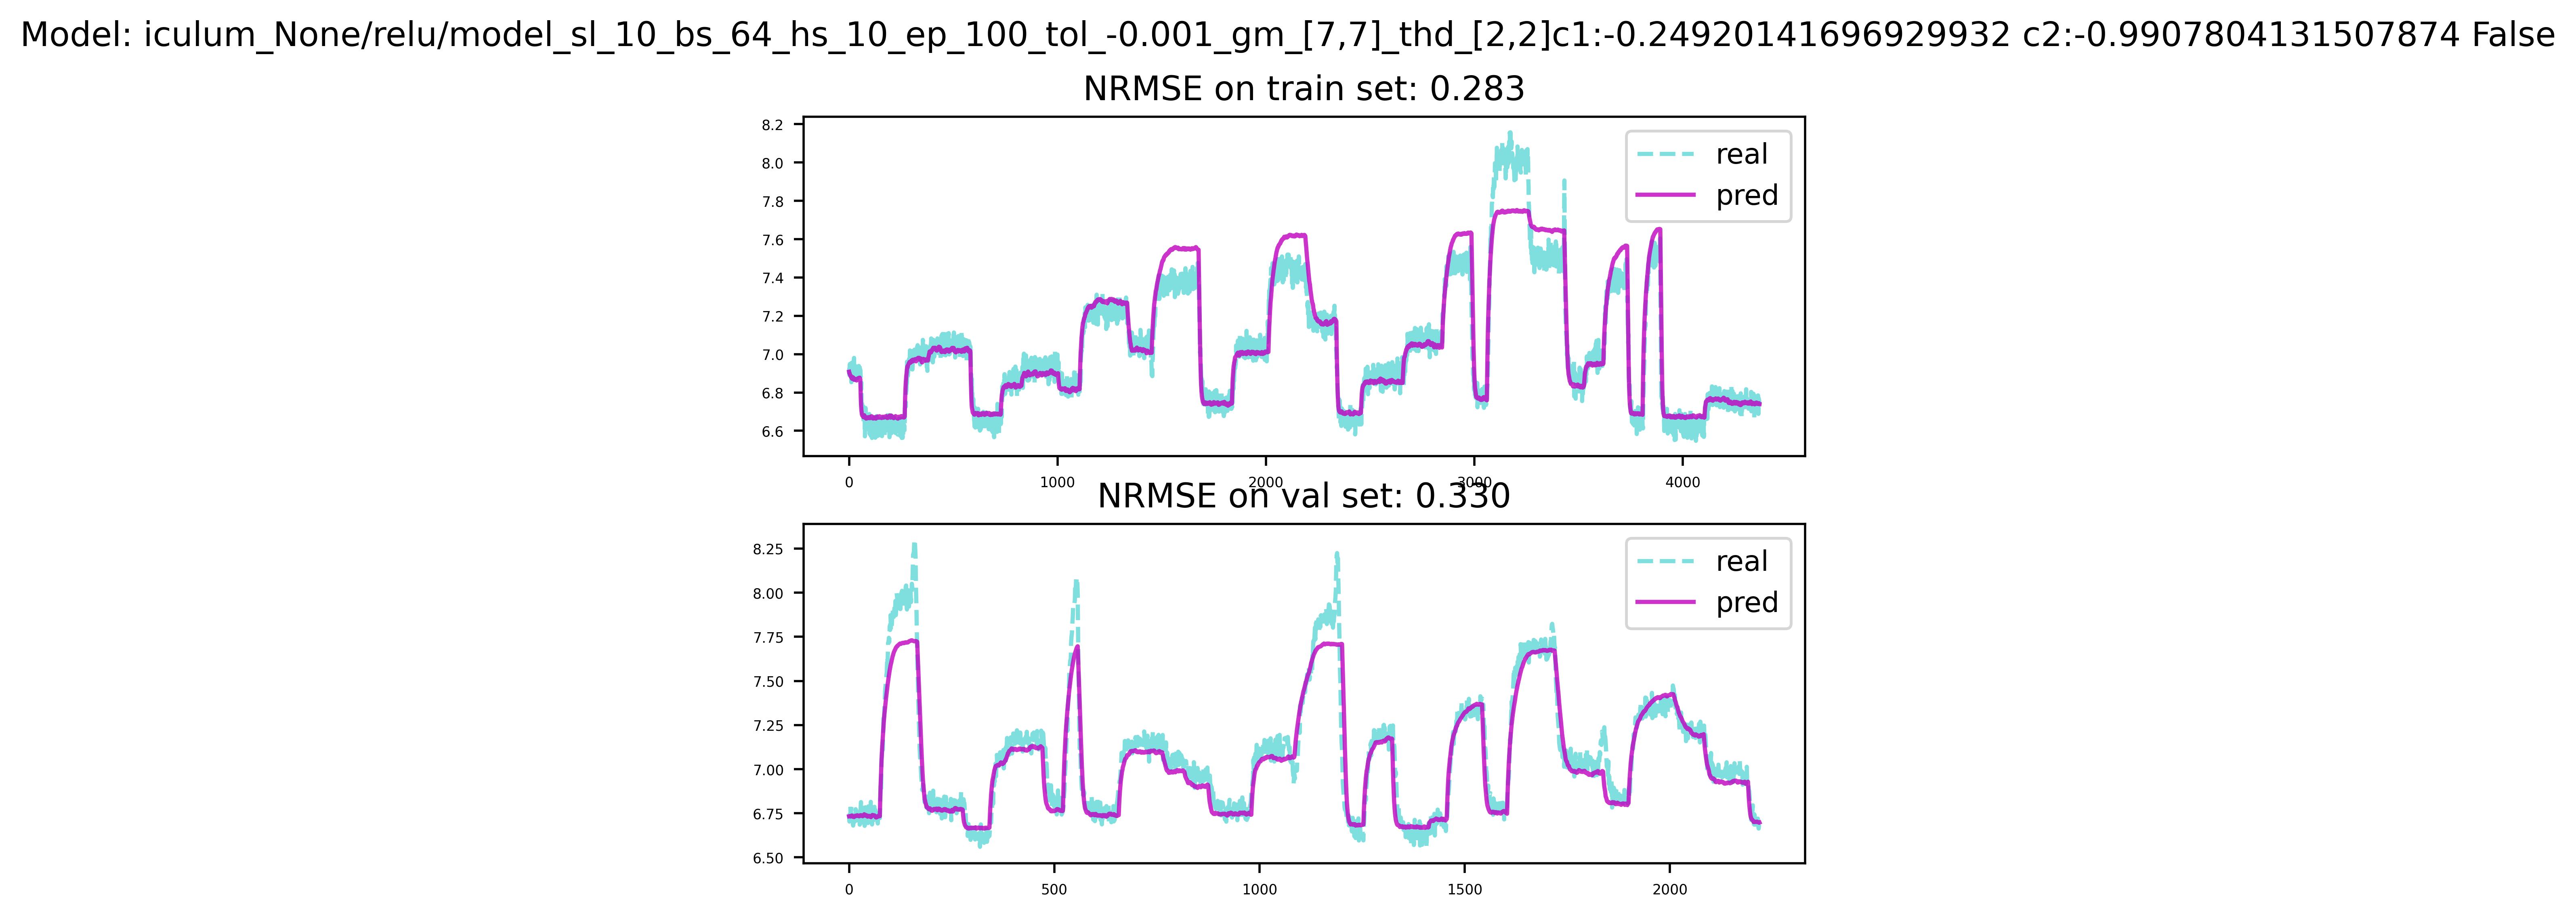 Model: iculum_None/relu/model_sl_10_bs_64_hs_10_ep_100_tol_-0.001_gm_[7,7]_thd_[2,2]c1:-0.24920141696929932 c2:-0.9907804131507874 False
NRMSE on train set: 0.283
8.2
8.0
7.8
7.6
7.4
7.2
7.0
6.8
6.6
real
pred
0 1000 2000 3000 4000
NRMSE on val set: 0.330
8.25
8.00
7.75
7.50
7.25
7.00
6.75
6.50
real
pred
0 500 1000 1500 2000